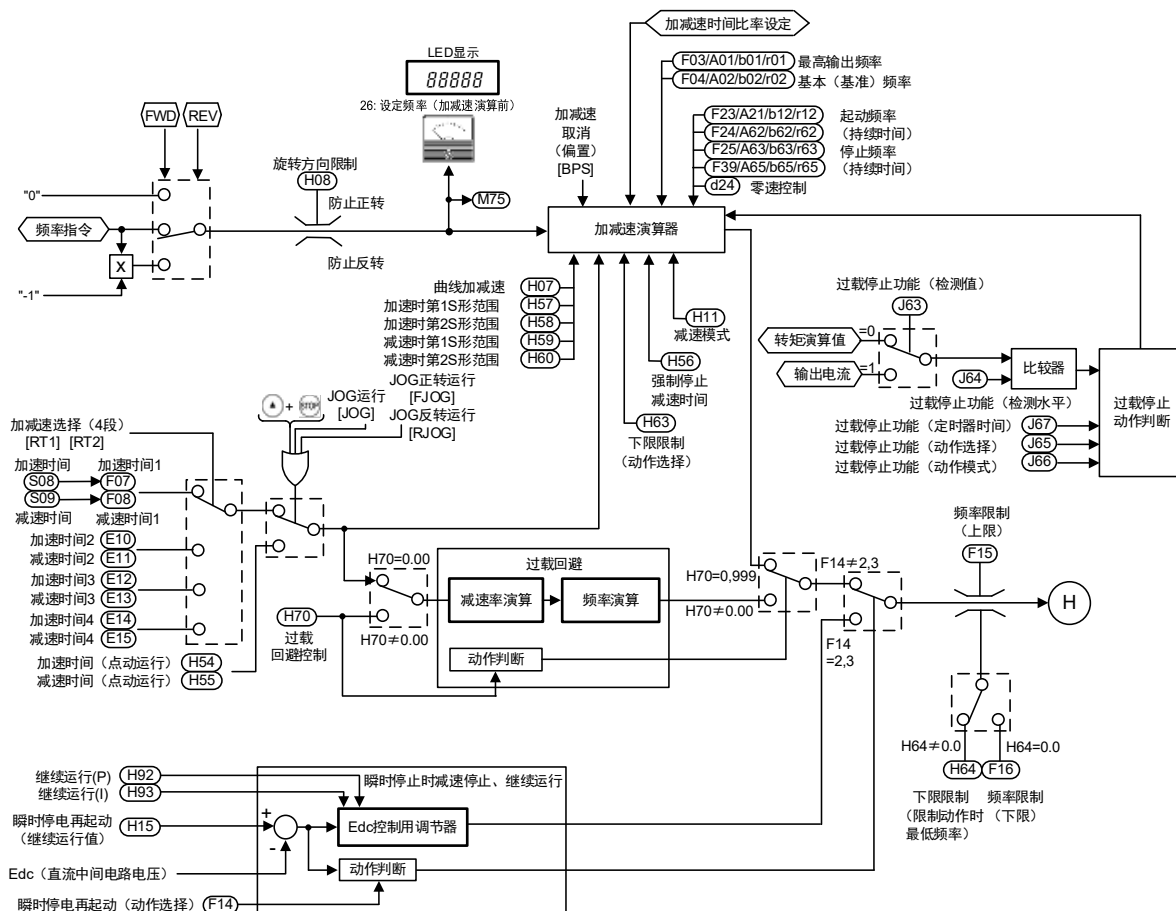 加减速时间比率设定
LED显示
88888
26: 设定频率（加减速演算前）
F03/A01/b01/r01 最高输出频率
F04/A02/b02/r02 基本（基准）频率
FWD REV
加减速
取消
（偏置）
[BPS]
F23/A21/b12/r12 起动频率
F24/A62/b62/r62 （持续时间）
F25/A63/b63/r63 停止频率
F39/A65/b65/r65 （持续时间）
d24 零速控制
旋转方向限制
H08
防止正转
M75
"0"
频率指令
加减速演算器
X
防止反转
"-1"
曲线加减速 H07
加速时第1S形范围 H57
加速时第2S形范围 H58
减速时第1S形范围 H59
减速时第2S形范围 H60
H11
减速模式
H56
强制停止
减速时间
H63
下限限制
（动作选择）
过载停止功能（检测值）
J63
转矩演算值 =0
输出电流 =1
比较器
J64
过载停止功能（检测水平）
过载停止功能（定时器时间） J67
过载停止功能（动作选择） J65
过载停止功能（动作模式） J66
过载停止
动作判断
JOG正转运行
[FJOG]
JOG运行
[JOG]
JOG反转运行
[RJOG]
+ STOP
加减速选择（4段）
[RT1] [RT2]
加速时间 加速时间1
S08 F07
S09 F08
减速时间 减速时间1
加速时间2 E10
减速时间2 E11
加速时间3 E12
减速时间3 E13
加速时间4 E14
减速时间4 E15
加速时间（点动运行） H54
减速时间（点动运行） H55
H70=0.00
H70≠0.00
H70
过载
回避控制
过载回避
减速率演算
频率演算
动作判断
H70=0,999
H70≠0.00
F14≠2,3
F14
=2,3
频率限制
（上限）
F15
H
H64≠0.0 H64=0.0
H64 F16
下限限制 频率限制
（限制动作时 （下限）
最低频率）
继续运行(P) H92
继续运行(I) H93
瞬时停止时减速停止、继续运行
瞬时停电再起动 H15
（继续运行值）
+
-
Edc控制用调节器
动作判断
Edc（直流中间电路电压）
瞬时停电再起动（动作选择） F14